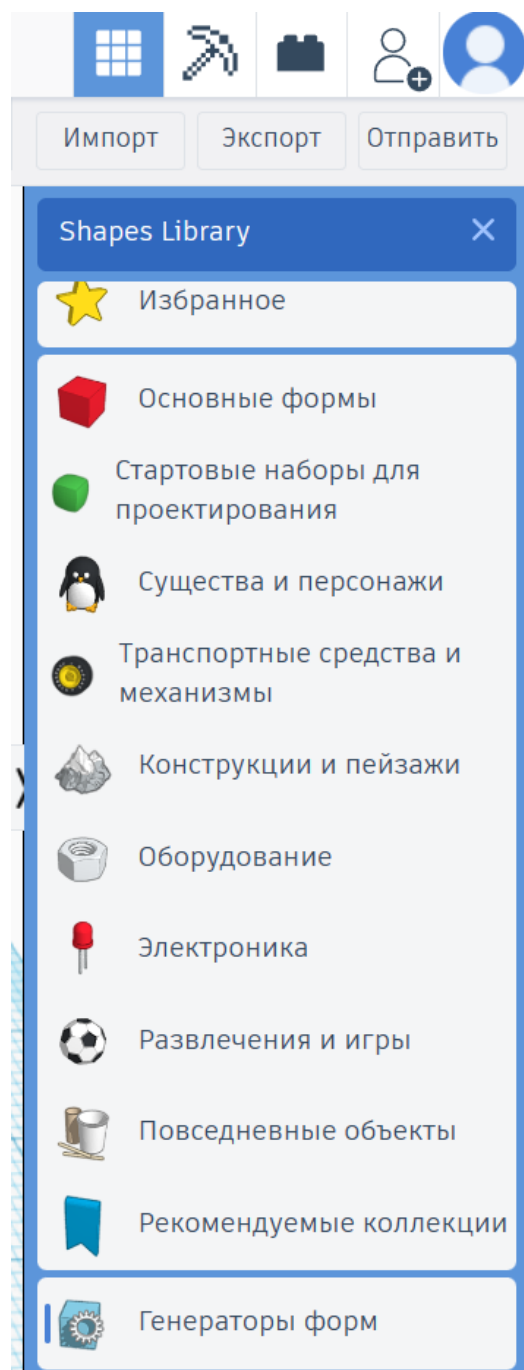 Импорт
Экспорт
Отправить
Shapes Library
Избранное
Основные формы
Стартовые наборы для
проектирования
Существа и персонажи
Транспортные средства и
механизмы
Конструкции и пейзажи
Оборудование
Электроника
Развлечения и игры
Повседневные объекты
Рекомендуемые коллекции
Генераторы форм